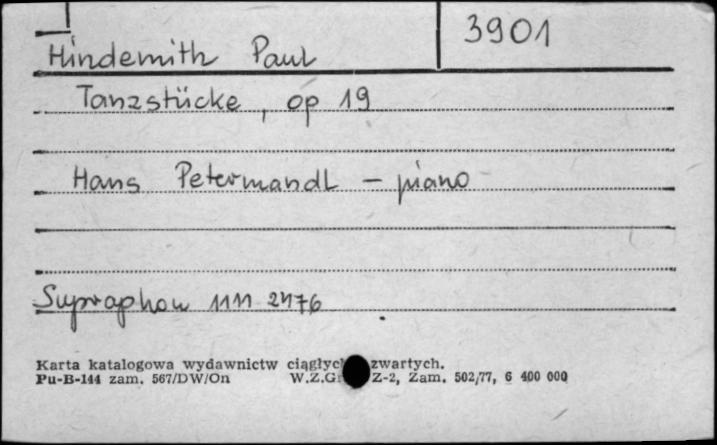 3901
Hindemith Paul
Tanzstücke, op 19
Hans Petermandl – piano
Supraphon 1111 2476
Karta katalogowa wydawnictw zwartych.
Pu-B-144 zam. 567/DW/On W.Z.Gr Z-2, Zam. 502/77, 6 400 000